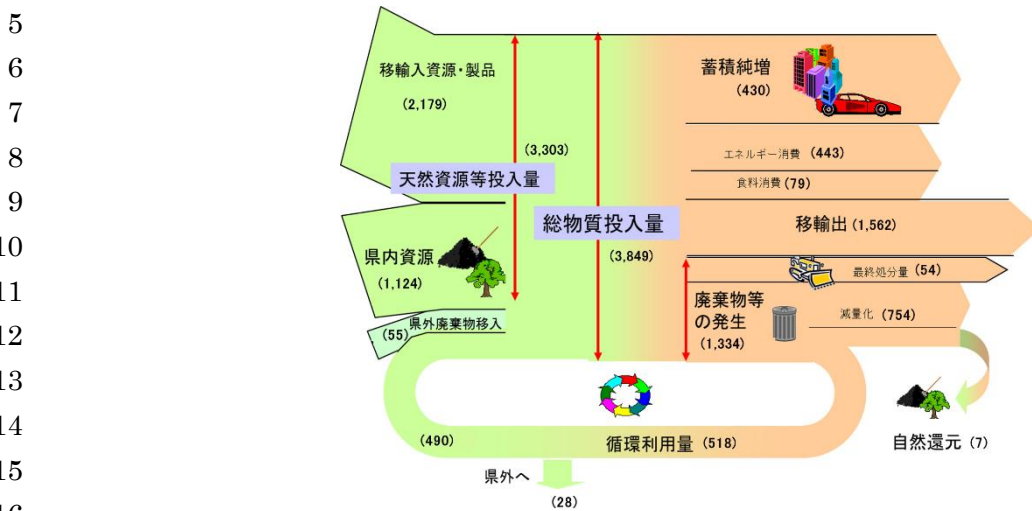 5
6
7
8
9
10
11
12
13
14
15
移輸入資源・製品
(2,179)
(3,303)
天然資源等投入量
県内資源
(1,124)
(55)
県外廃棄物移入
総物質投入量
(3,849)
蓄積純増
(430)
エネルギー消費 (443)
食料消費 (79)
移輸出 (1,562)
最終処分量 (54)
廃棄物等
の発生
(1,334)
減量化 (754)
(490)
循環利用量 (518)
自然還元 (7)
県外へ
(28)